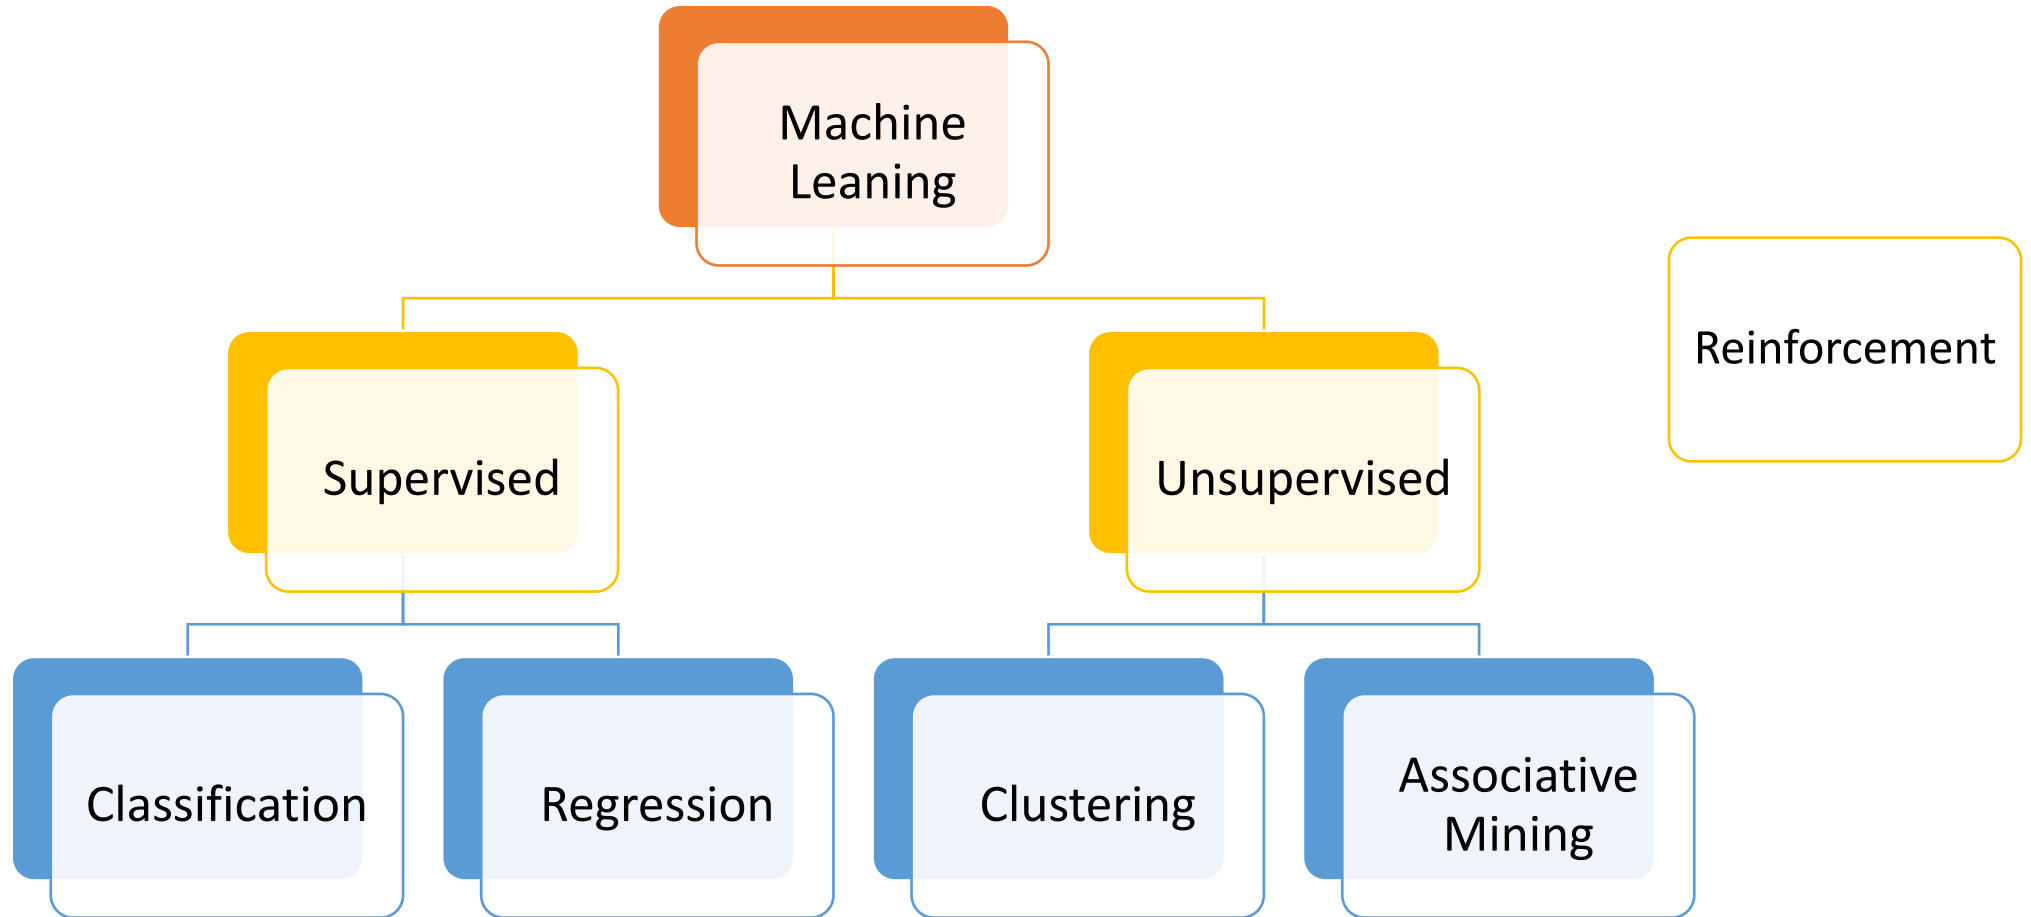 Machine
Leaning
Reinforcement
Supervised
Unsupervised
Classification
Regression
Clustering
Associative
Mining